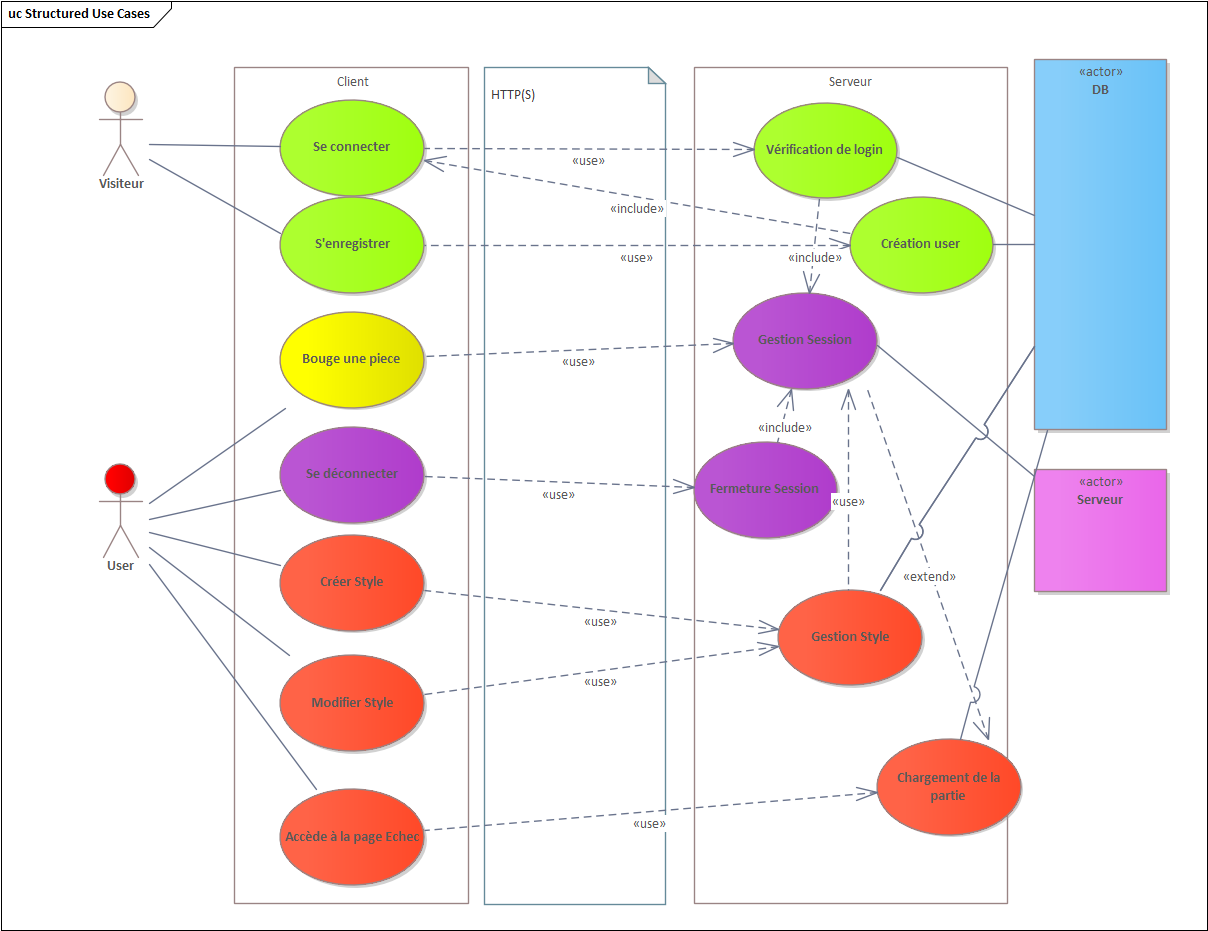 uc Structured Use Cases
Client
HTTP(S)
Serveur
«actor»
DB
Visiteur
Se connecter
«use»
Vérification de login
«include»
S'enregistrer
«use»
Création user
«include»
Bouge une piece
«use»
Gestion Session
«include»
User
Se déconnecter
«use»
Fermeture Session
«use»
«actor»
Serveur
Créer Style
«use»
«extend»
Gestion Style
Modifier Style
«use»
Chargement de la
partie
Accède à la page Echec
«use»